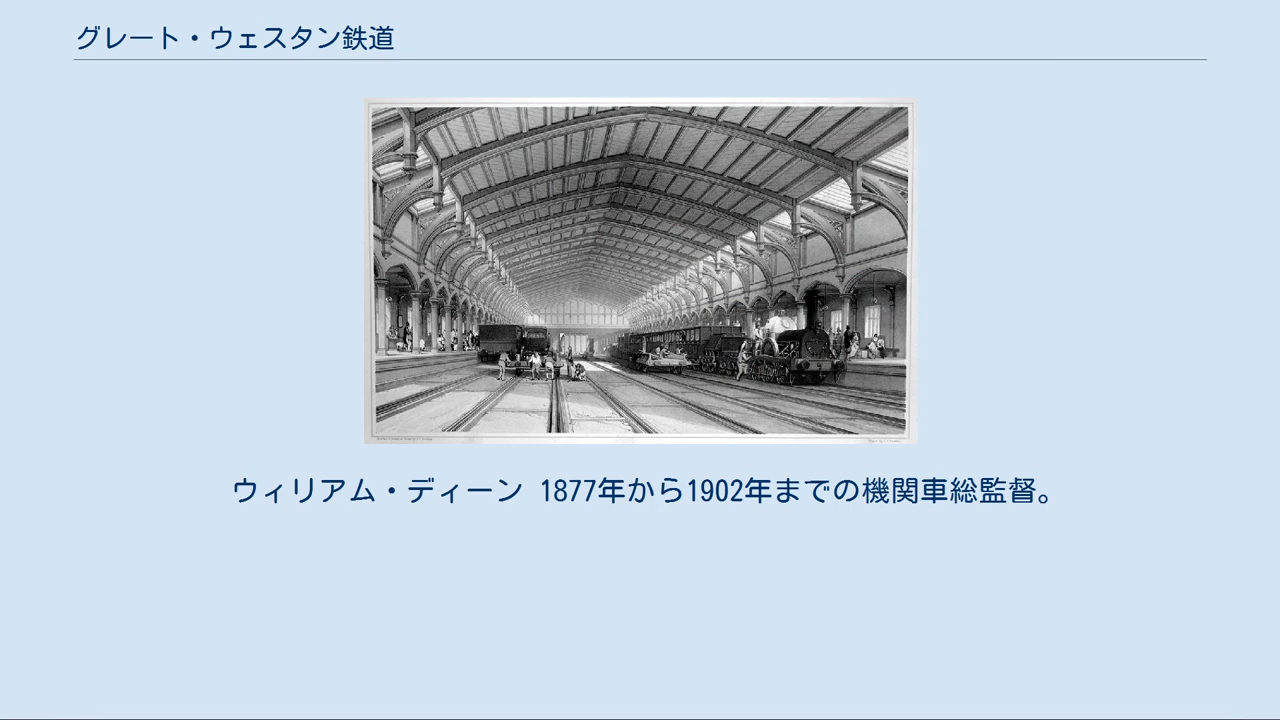 グレート・ウェスタン鉄道
ウィリアム・ディーン 1877年から1902年までの機関車総監督。